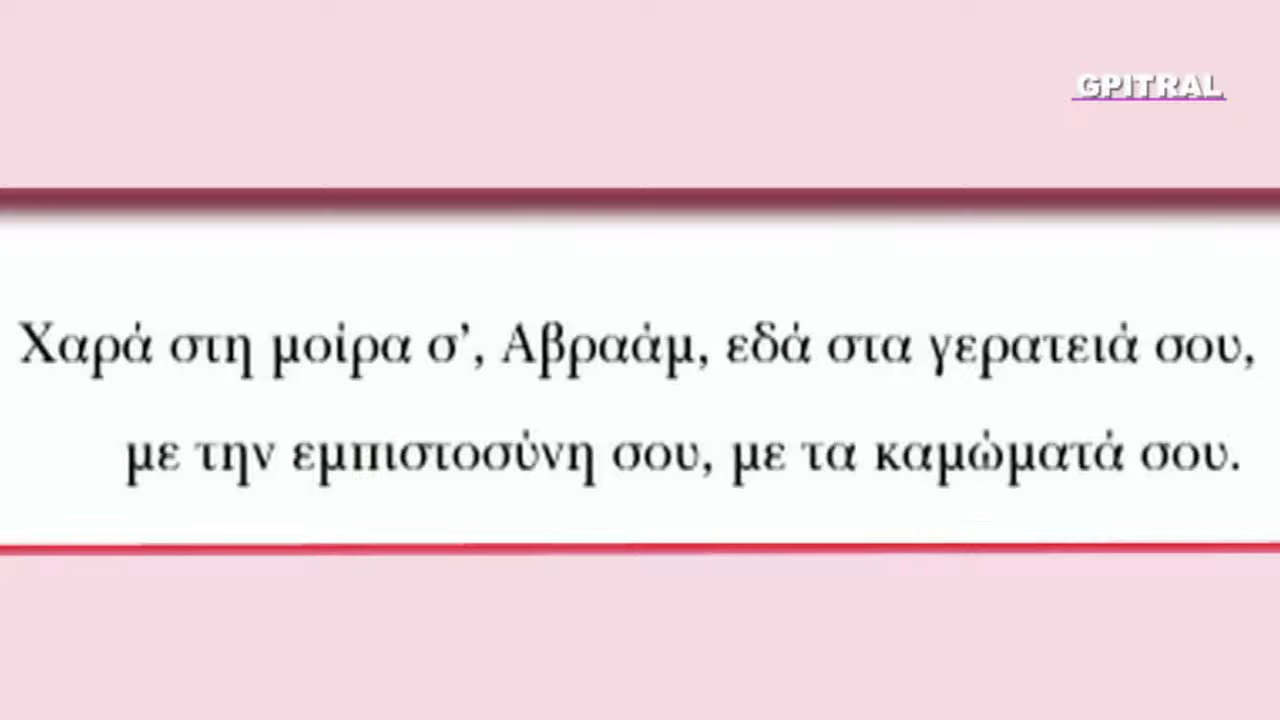 GPITRAL
Χαρά στη μοίρα σ’, Αβραάμ, εδά στα γερατειά σου,
με την εμπιστοσύνη σου, με τα καμώματά σου.